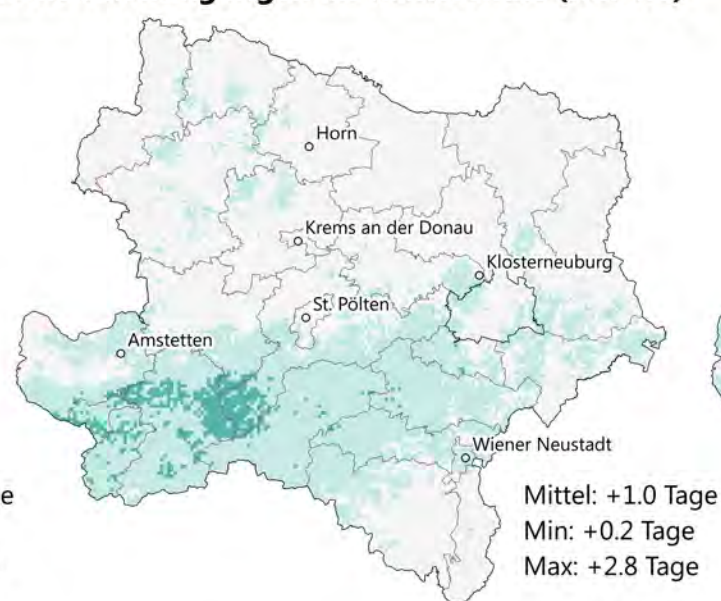 Horn
Krems an der Donau
Klosterneuburg
St. Pölten
Amstetten
Wiener Neustadt
Mittel: +1.0 Tage
Min: +0.2 Tage
Max: +2.8 Tage